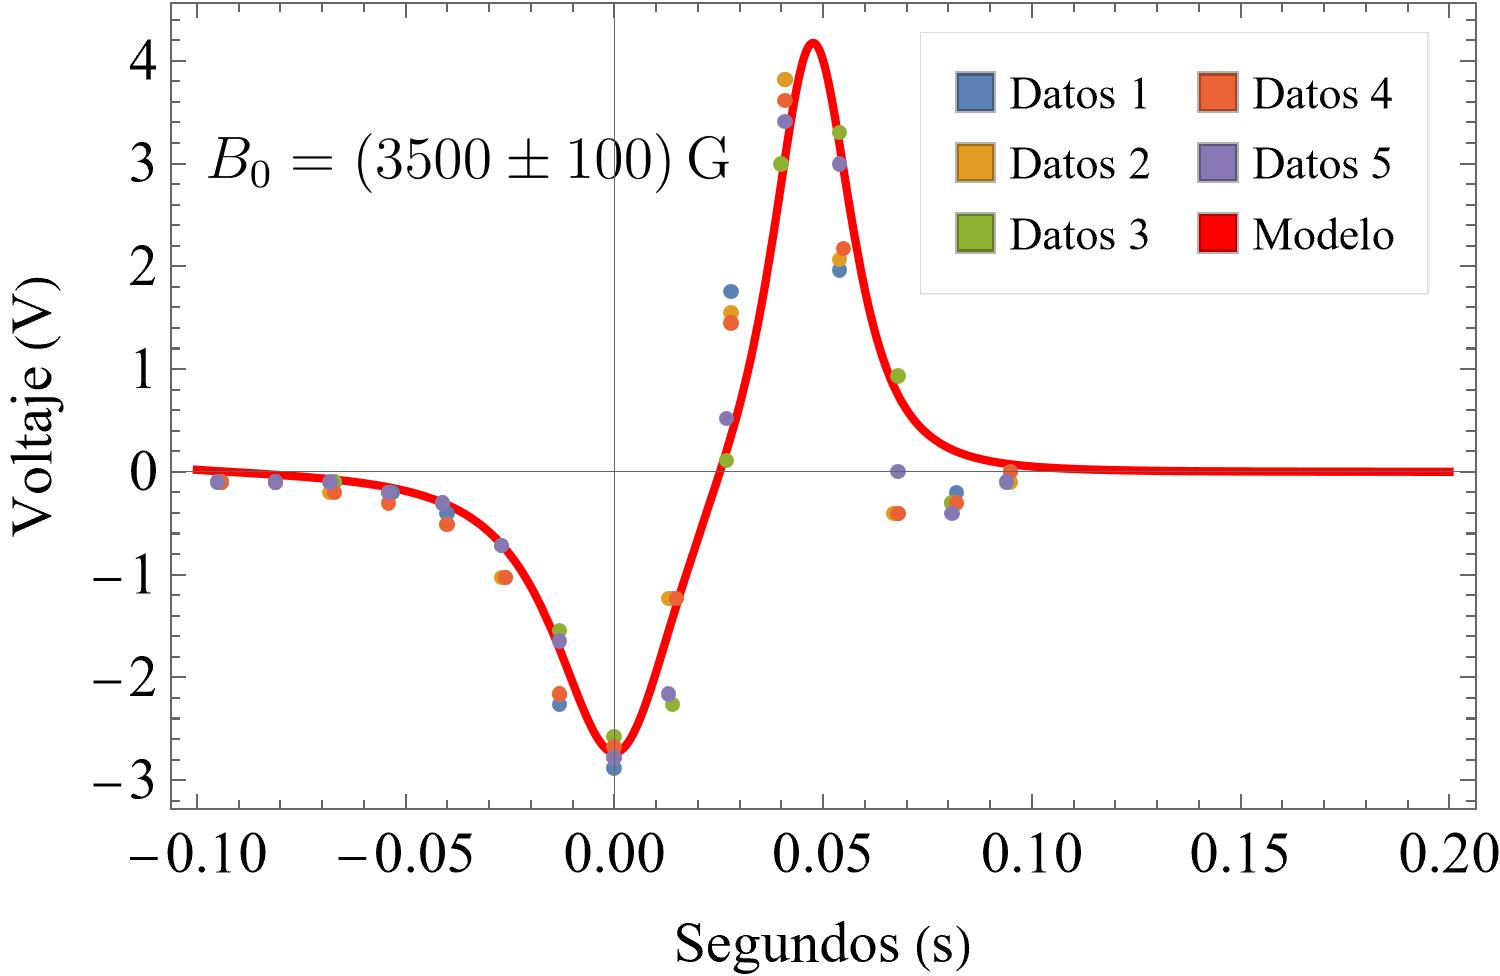 B₀ = (3500 ± 100) G
Datos 1
Datos 2
Datos 3
Datos 4
Datos 5
Modelo
Voltaje (V)
4
3
2
1
0
−1
−2
−3
−0.10 −0.05 0.00 0.05 0.10 0.15 0.20
Segundos (s)